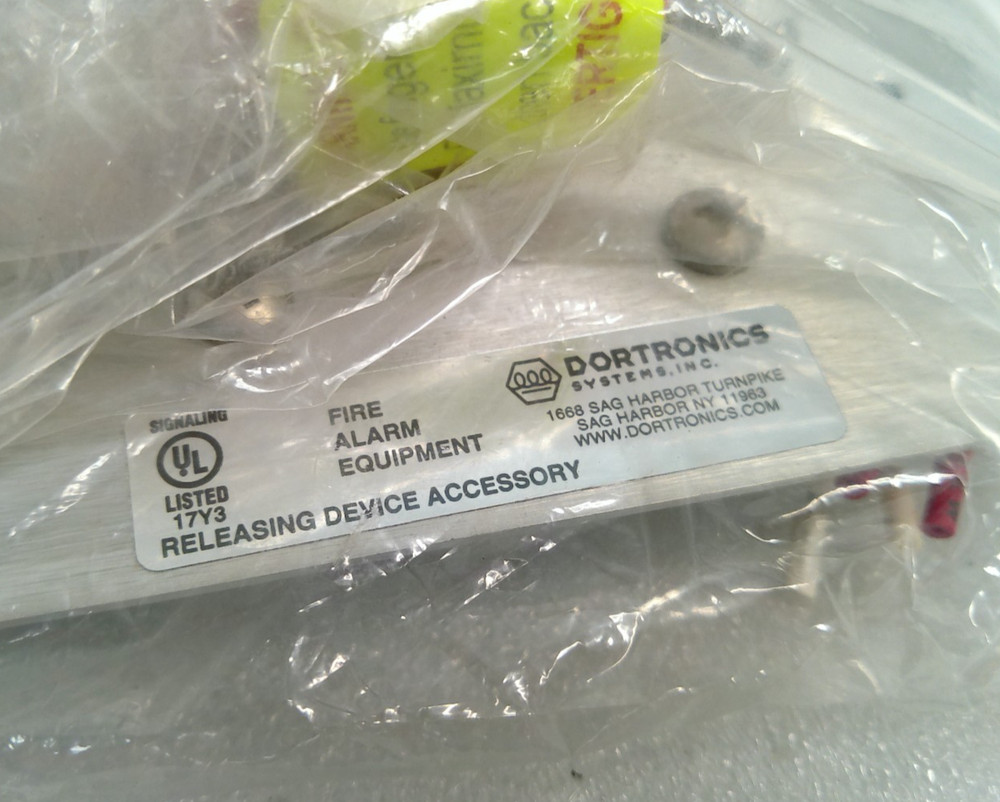 SIGNALING
UL
LISTED
17Y3
FIRE
ALARM
EQUIPMENT
RELEASING DEVICE ACCESSORY
DORTRONICS
SYSTEMS, INC.
1668 SAG HARBOR TURNPIKE
SAG HARBOR NY 11963
WWW.DORTRONICS.COM